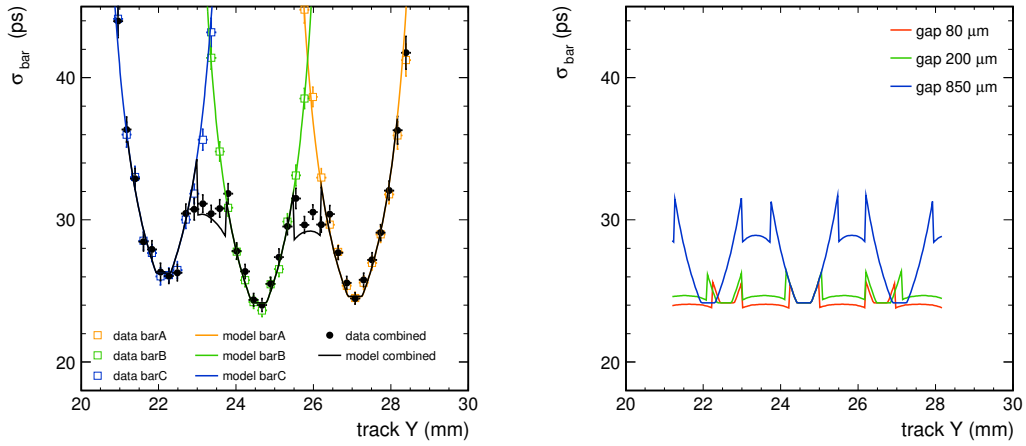 σbar (ps)
40
30
20
20 22 24 26 28 30
track Y (mm)
data barA model barA data combined
data barB model barB model combined
data barC model barC
σbar (ps)
40
30
20
20 22 24 26 28 30
track Y (mm)
gap 80 μm
gap 200 μm
gap 850 μm